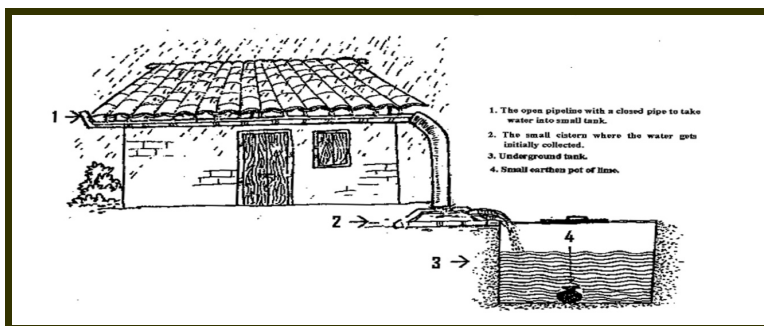 1
2
3
4
1. The open pipeline with a closed pipe to take
water into small tank.
2. The small cistern where the water gets
initially collected.
3. Underground tank.
4. Small earthen pot of lime.